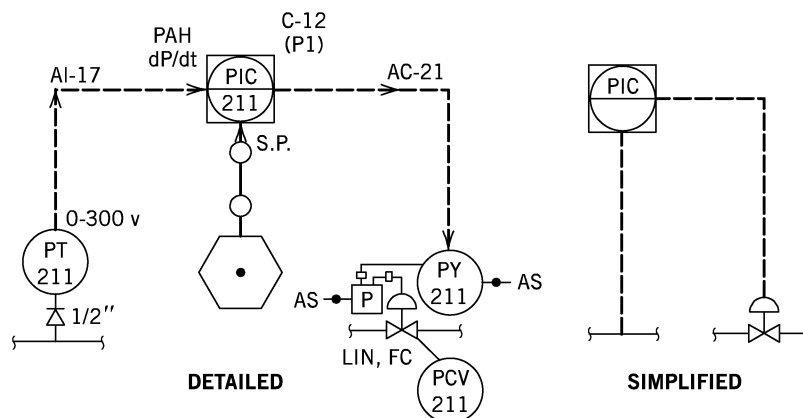 PAH
dP/dt
C-12
(P1)
AI-17
PIC
211
AC-21
PIC
S.P.
0-300 v
PT
211
1/2″
PY
211
AS
AS
P
LIN, FC
PCV
211
DETAILED
SIMPLIFIED